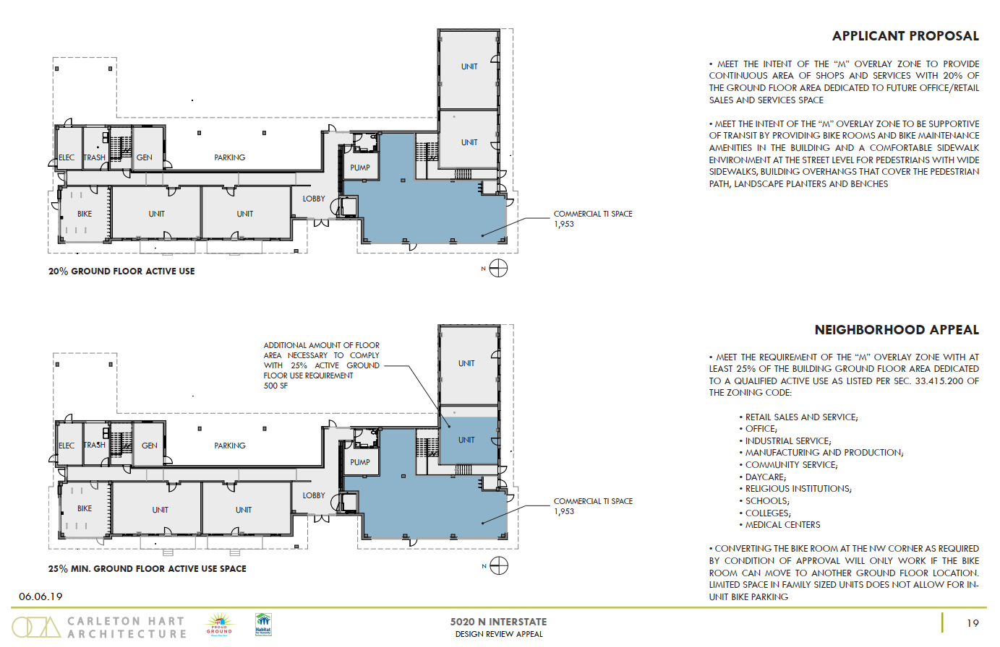 APPLICANT PROPOSAL
• MEET THE INTENT OF THE “M” OVERLAY ZONE TO PROVIDE
CONTINUOUS AREA OF SHOPS AND SERVICES WITH 20% OF
THE GROUND FLOOR AREA DEDICATED TO FUTURE OFFICE/RETAIL
SALES AND SERVICES SPACE
• MEET THE INTENT OF THE “M” OVERLAY ZONE TO BE SUPPORTIVE
OF TRANSIT BY PROVIDING BIKE ROOMS AND BIKE MAINTENANCE
AMENITIES IN THE BUILDING AND A COMFORTABLE SIDEWALK
ENVIRONMENT AT THE STREET LEVEL FOR PEDESTRIANS WITH WIDE
SIDEWALKS, BUILDING OVERHANGS THAT COVER THE PEDESTRIAN
PATH, LANDSCAPE PLANTERS AND BENCHES
UNIT
UNIT
ELEC
TRASH
GEN
PARKING
PUMP
LOBBY
BIKE
UNIT
UNIT
COMMERCIAL TI SPACE
1,953
N
20% GROUND FLOOR ACTIVE USE
NEIGHBORHOOD APPEAL
• MEET THE REQUIREMENT OF THE “M” OVERLAY ZONE WITH AT
LEAST 25% OF THE BUILDING GROUND FLOOR AREA DEDICATED
TO A QUALIFIED ACTIVE USE AS LISTED PER SEC. 33.415.200 OF
THE ZONING CODE:
• RETAIL SALES AND SERVICE;
• OFFICE;
• INDUSTRIAL SERVICE;
• MANUFACTURING AND PRODUCTION;
• COMMUNITY SERVICE;
• DAYCARE;
• RELIGIOUS INSTITUTIONS;
• SCHOOLS;
• COLLEGES;
• MEDICAL CENTERS
• CONVERTING THE BIKE ROOM AT THE NW CORNER AS REQUIRED
BY CONDITION OF APPROVAL WILL ONLY WORK IF THE BIKE
ROOM CAN MOVE TO ANOTHER GROUND FLOOR LOCATION.
LIMITED SPACE IN FAMILY SIZED UNITS DOES NOT ALLOW FOR IN-
UNIT BIKE PARKING
ADDITIONAL AMOUNT OF FLOOR
AREA NECESSARY TO COMPLY
WITH 25% ACTIVE GROUND
FLOOR USE REQUIREMENT
500 SF
UNIT
UNIT
ELEC
TRASH
GEN
PARKING
PUMP
LOBBY
BIKE
UNIT
UNIT
COMMERCIAL TI SPACE
1,953
N
25% MIN. GROUND FLOOR ACTIVE USE SPACE
06.06.19
CARLETON HART
ARCHITECTURE
PROUD
GROUND
Habitat
for Humanity
5020 N INTERSTATE
DESIGN REVIEW APPEAL
19